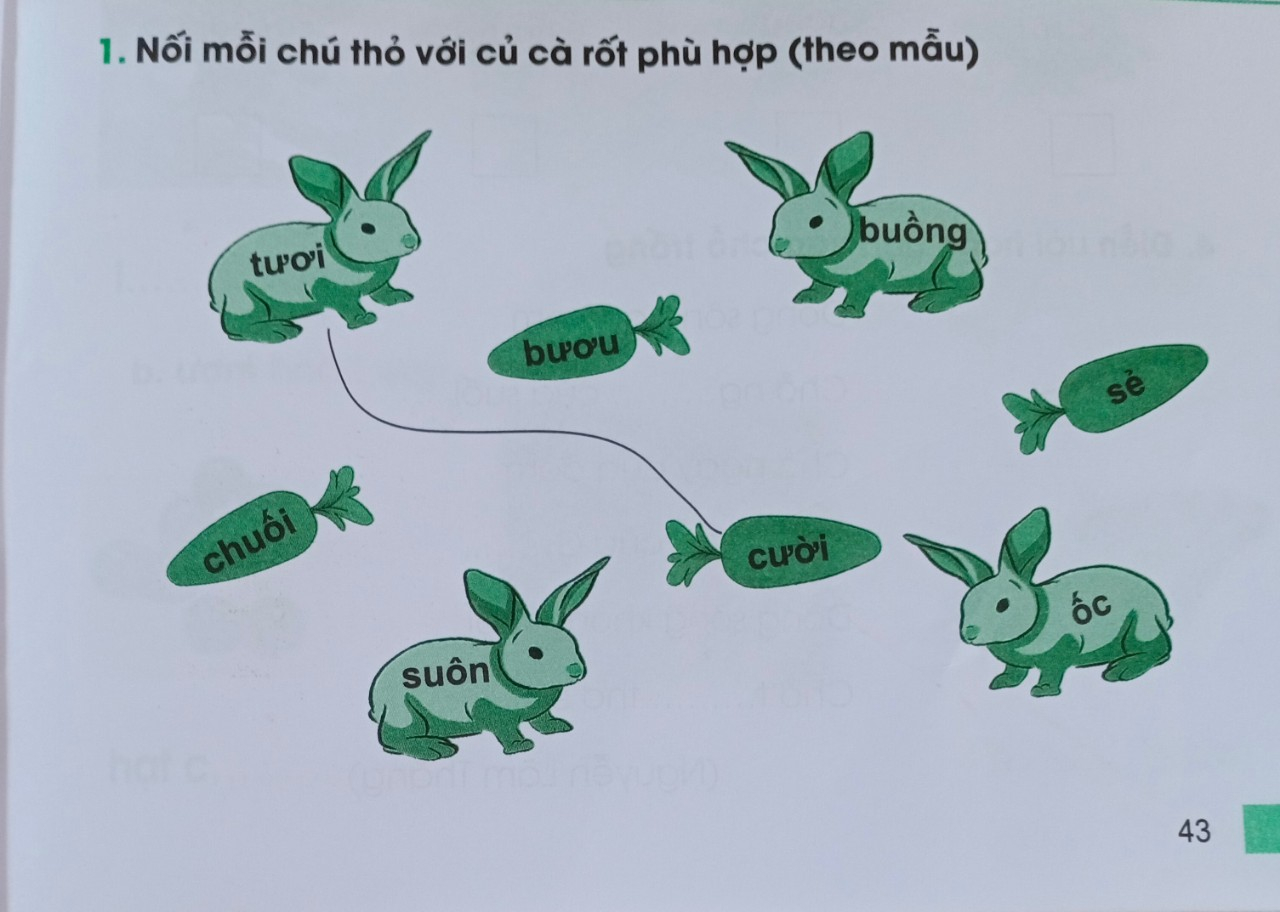 1. Nối mỗi chú thỏ với củ cà rốt phù hợp (theo mẫu)
tươi
buồng
bươu
sẻ
chuối
cười
ốc
suôn
43